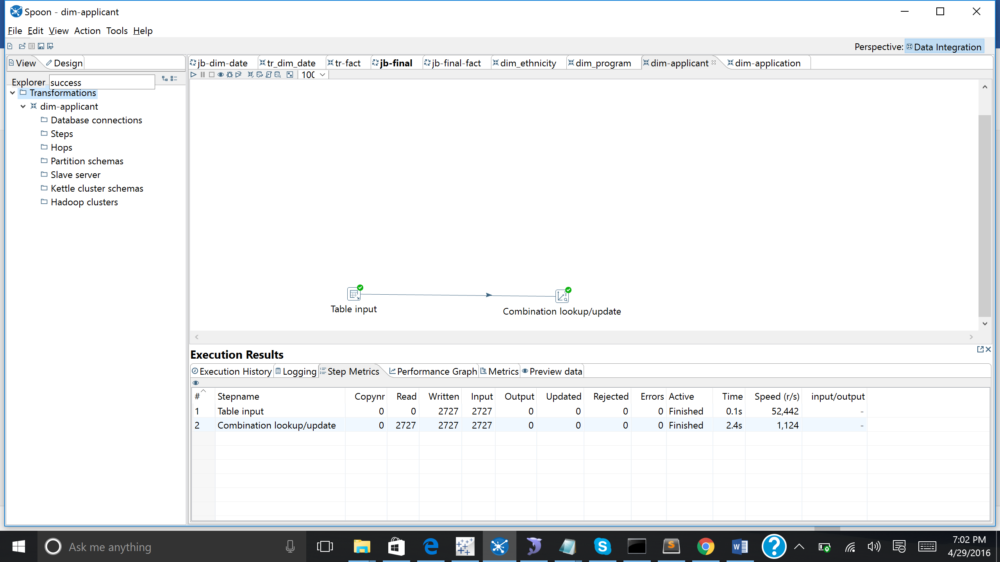 Spoon - dim-applicant
File Edit View Action Tools Help
Perspective: Data Integration
View Design
jb-dim-date tr_dim_date tr-fact jb-final jb-final-fact dim_ethnicity dim_program dim-applicant dim-application
Explorer success
Transformations
dim-applicant
Database connections
Steps
Hops
Partition schemas
Slave server
Kettle cluster schemas
Hadoop clusters
Table input
Combination lookup/update
Execution Results
Execution History Logging Step Metrics Performance Graph Metrics Preview data
# Stepname Copynr Read Written Input Output Updated Rejected Errors Active Time Speed (r/s) input/output
1 Table input 0 0 2727 2727 0 0 0 0 Finished 0.1s 52,442 -
2 Combination lookup/update 0 2727 2727 2727 0 0 0 0 Finished 2.4s 1,124 -
Ask me anything
7:02 PM
4/29/2016